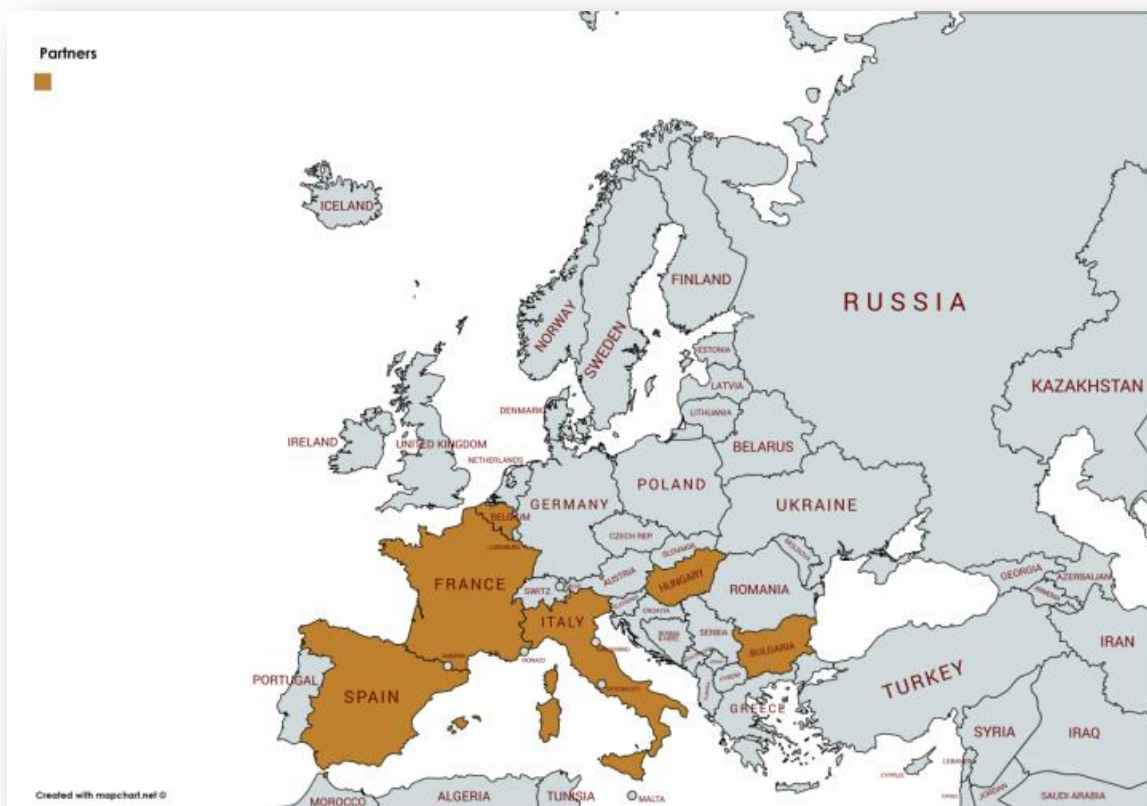 Partners
ICELAND
FINLAND
RUSSIA
NORWAY
SWEDEN
ESTONIA
LATVIA
KAZAKHSTAN
DENMARK
LITHUANIA
IRELAND
UNITED KINGDOM
BELARUS
NETHERLANDS
POLAND
GERMANY
UKRAINE
BELGIUM
CZECH REP.
SLOVAKIA
MOLDOVA
AUSTRIA
HUNGARY
FRANCE
SWITZ.
ROMANIA
GEORGIA
AZERBAIJAN
ARMENIA
CROATIA
ITALY
SERBIA
IRAN
BULGARIA
MONACO
PORTUGAL
SPAIN
TURKEY
GREECE
SYRIA
IRAQ
CYPRUS
JORDAN
MOROCCO
ALGERIA
TUNISIA
MALTA
SAUDI ARABIA
Created with mapchart.net ©